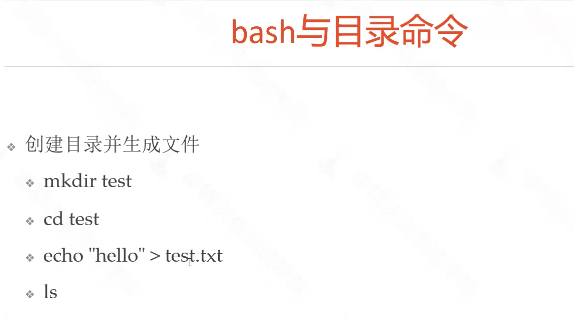 bash与目录命令
创建目录并生成文件
mkdir test
cd test
echo "hello" > test.txt
ls